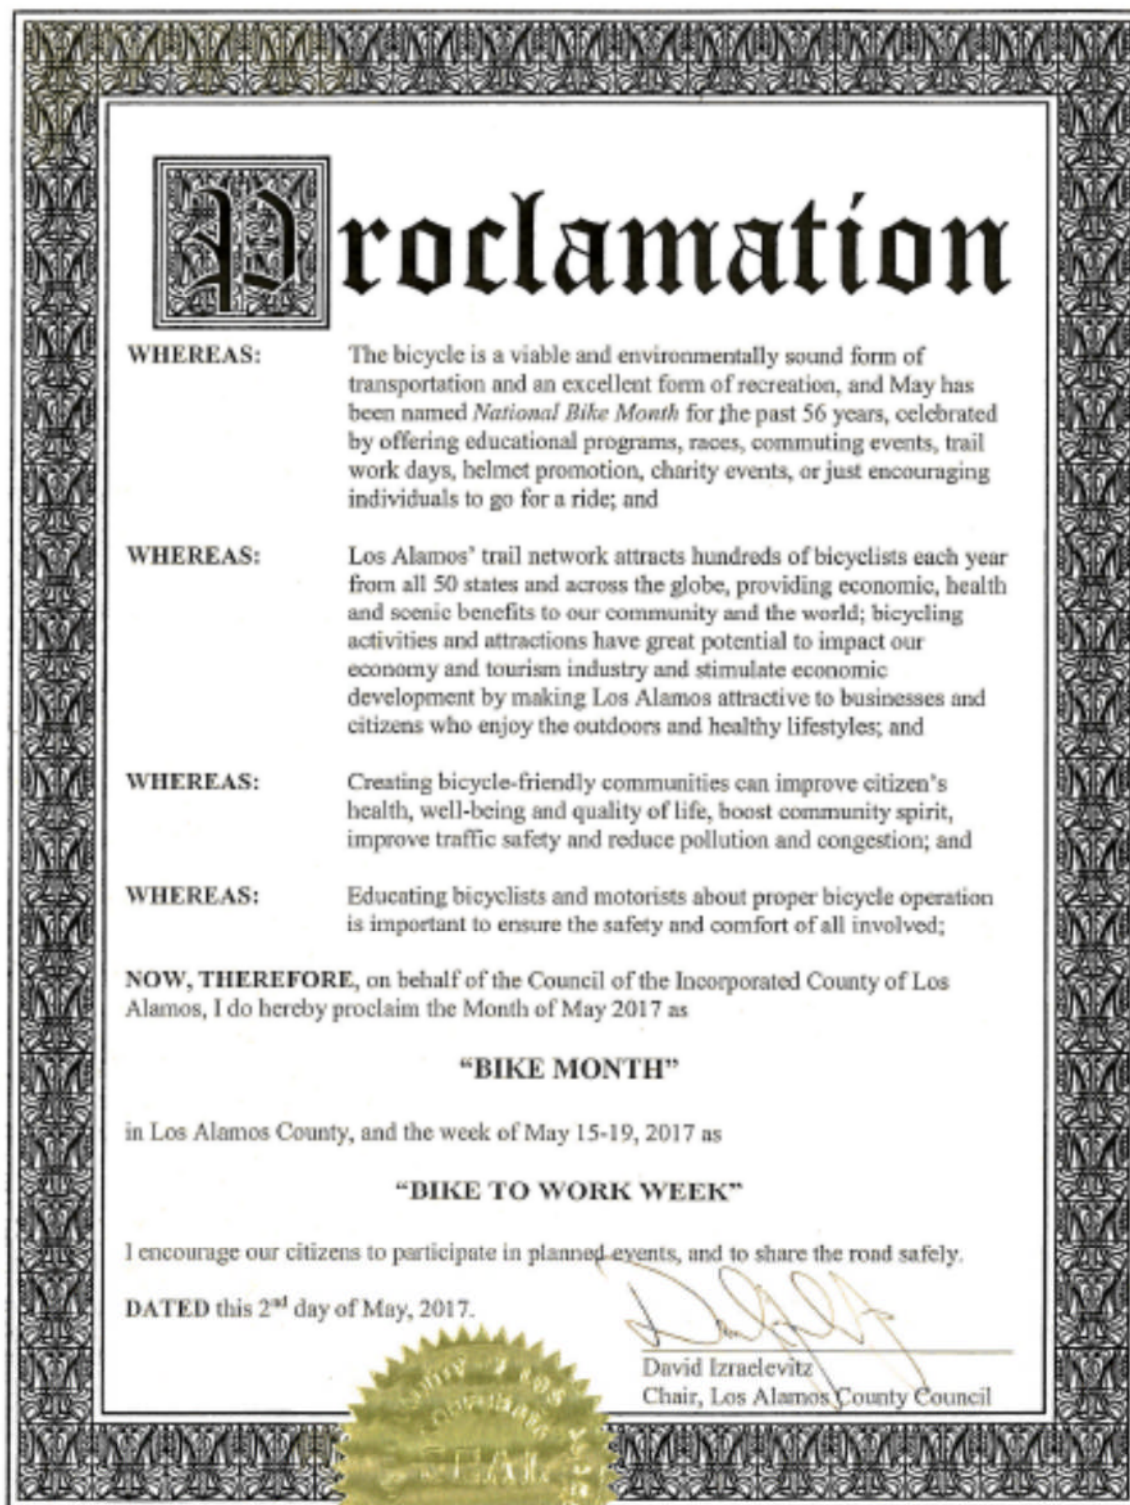 Proclamation
WHEREAS: The bicycle is a viable and environmentally sound form of
transportation and an excellent form of recreation, and May has
been named National Bike Month for the past 56 years, celebrated
by offering educational programs, races, commuting events, trail
work days, helmet promotion, charity events, or just encouraging
individuals to go for a ride; and
WHEREAS: Los Alamos’ trail network attracts hundreds of bicyclists each year
from all 50 states and across the globe, providing economic, health
and scenic benefits to our community and the world; bicycling
activities and attractions have great potential to impact our
economy and tourism industry and stimulate economic
development by making Los Alamos attractive to businesses and
citizens who enjoy the outdoors and healthy lifestyles; and
WHEREAS: Creating bicycle-friendly communities can improve citizen’s
health, well-being and quality of life, boost community spirit,
improve traffic safety and reduce pollution and congestion; and
WHEREAS: Educating bicyclists and motorists about proper bicycle operation
is important to ensure the safety and comfort of all involved;
NOW, THEREFORE, on behalf of the Council of the Incorporated County of Los
Alamos, I do hereby proclaim the Month of May 2017 as
“BIKE MONTH”
in Los Alamos County, and the week of May 15-19, 2017 as
“BIKE TO WORK WEEK”
I encourage our citizens to participate in planned events, and to share the road safely.
DATED this 2nd day of May, 2017.
David Izraelevitz
Chair, Los Alamos County Council
SEAL